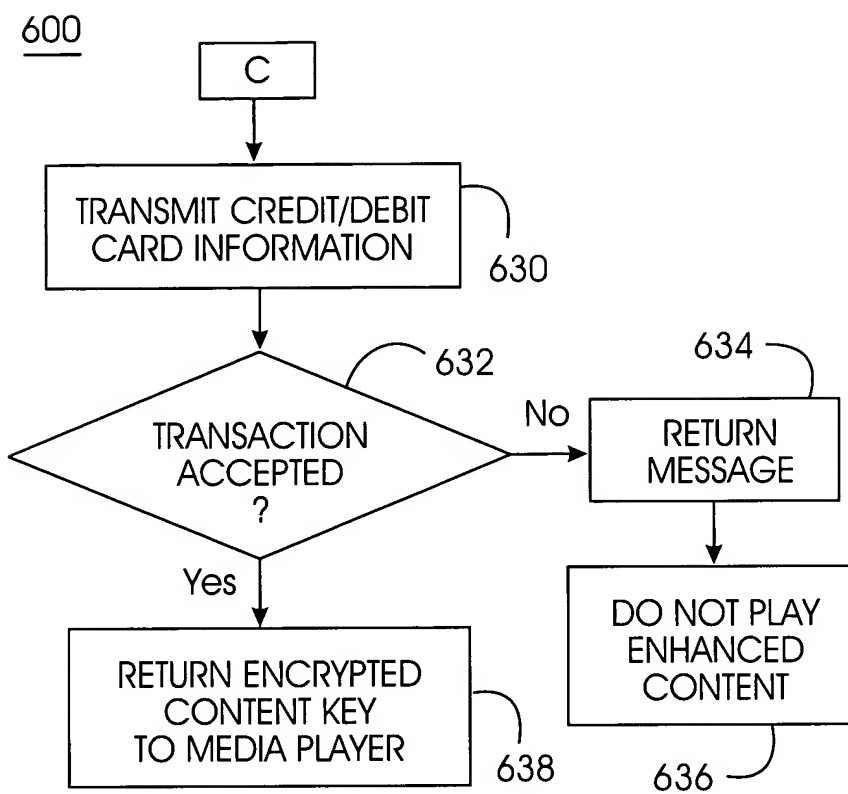 600
C
TRANSMIT CREDIT/DEBIT
CARD INFORMATION
630
632
TRANSACTION
ACCEPTED
?
No
634
RETURN
MESSAGE
Yes
DO NOT PLAY
ENHANCED
CONTENT
636
RETURN ENCRYPTED
CONTENT KEY
TO MEDIA PLAYER
638